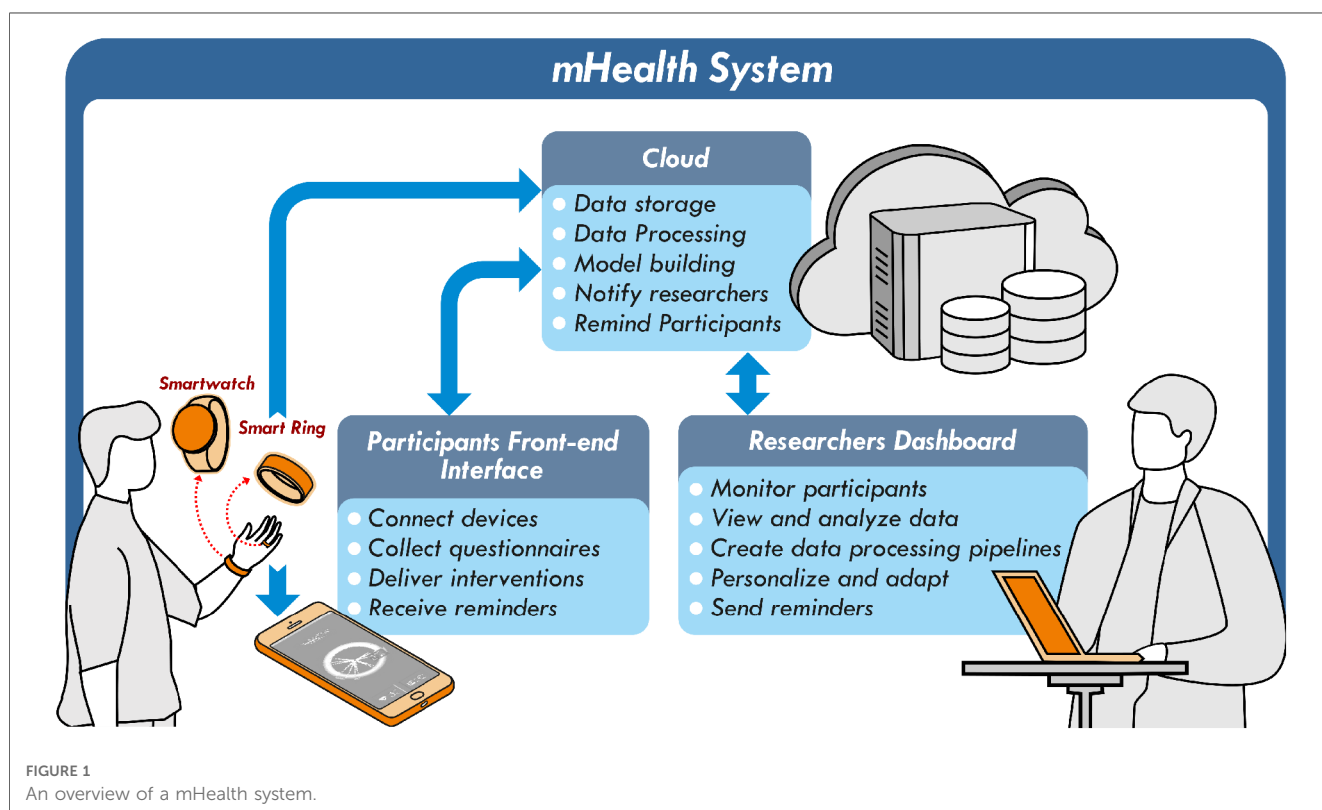 mHealth System
Cloud
Data storage
Data Processing
Model building
Notify researchers
Remind Participants
Smartwatch
Smart Ring
Participants Front-end
Interface
Connect devices
Collect questionnaires
Deliver interventions
Receive reminders
Researchers Dashboard
Monitor participants
View and analyze data
Create data processing pipelines
Personalize and adapt
Send reminders
FIGURE 1
An overview of a mHealth system.